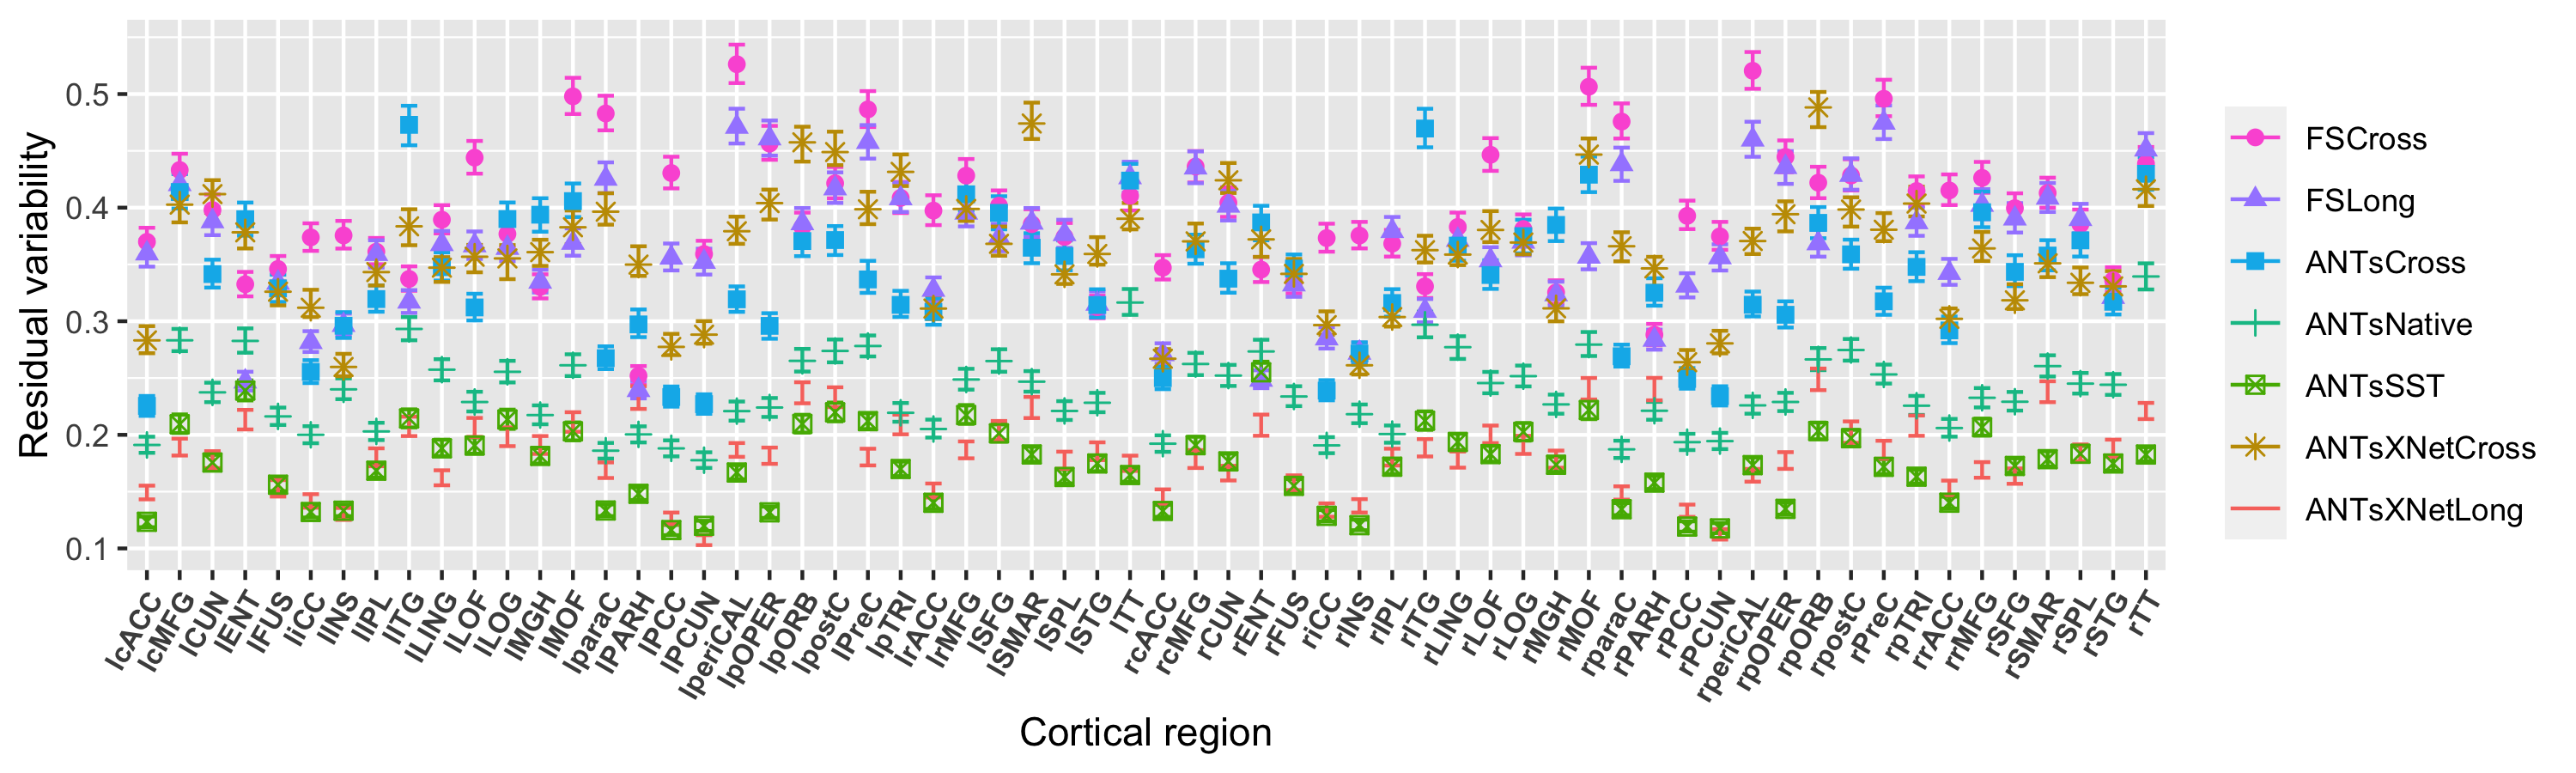 Residual variability
0.5
0.4
0.3
0.2
0.1
lcACC
lcMFG
lCUN
lENT
lFUS
liCC
lINS
lIPL
lITG
lLING
lLOF
lLOG
lMGH
lMOF
lparaC
lPARH
lPCC
lPCUN
lperiCAL
lpOPER
lpORB
lpostC
lPreC
lpTRI
lrACC
lrMFG
lSFG
lSMAR
lSPL
lSTG
lTT
rcACC
rcMFG
rCUN
rENT
rFUS
riCC
rINS
rIPL
rITG
rLING
rLOF
rLOG
rMGH
rMOF
rparaC
rPARH
rPCC
rPCUN
rperiCAL
rpOPER
rpORB
rpostC
rPreC
rpTRI
rrACC
rrMFG
rSFG
rSMAR
rSPL
rSTG
rTT
Cortical region
FSCross
FSLong
ANTsCross
ANTsNative
ANTsSST
ANTsXNetCross
ANTsXNetLong